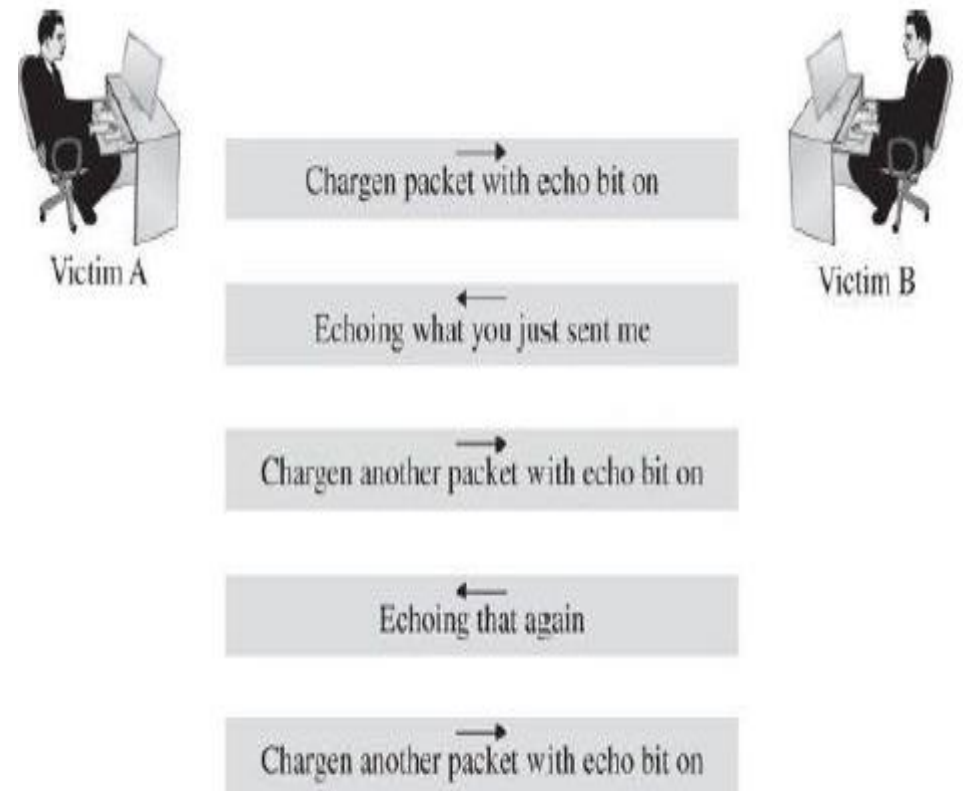 Chargen packet with echo bit on
Victim A
Victim B
Echoing what you just sent me
Chargen another packet with echo bit on
Echoing that again
Chargen another packet with echo bit on